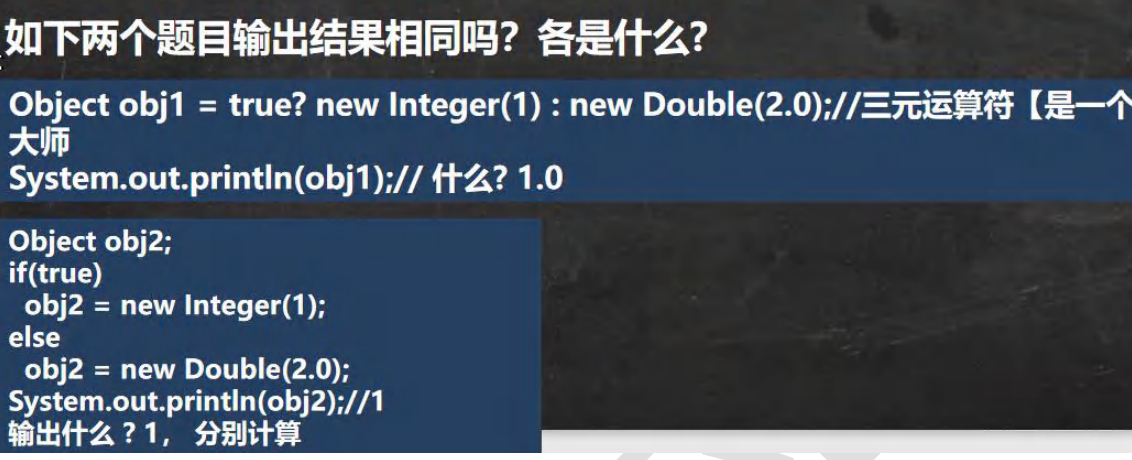 如下两个题目输出结果相同吗？各是什么?
Object obj1 = true? new Integer(1) : new Double(2.0);//三元运算符【是一个
大师
System.out.println(obj1);// 什么? 1.0
Object obj2;
if(true)
obj2 = new Integer(1);
else
obj2 = new Double(2.0);
System.out.println(obj2);//1
输出什么 ? 1， 分别计算